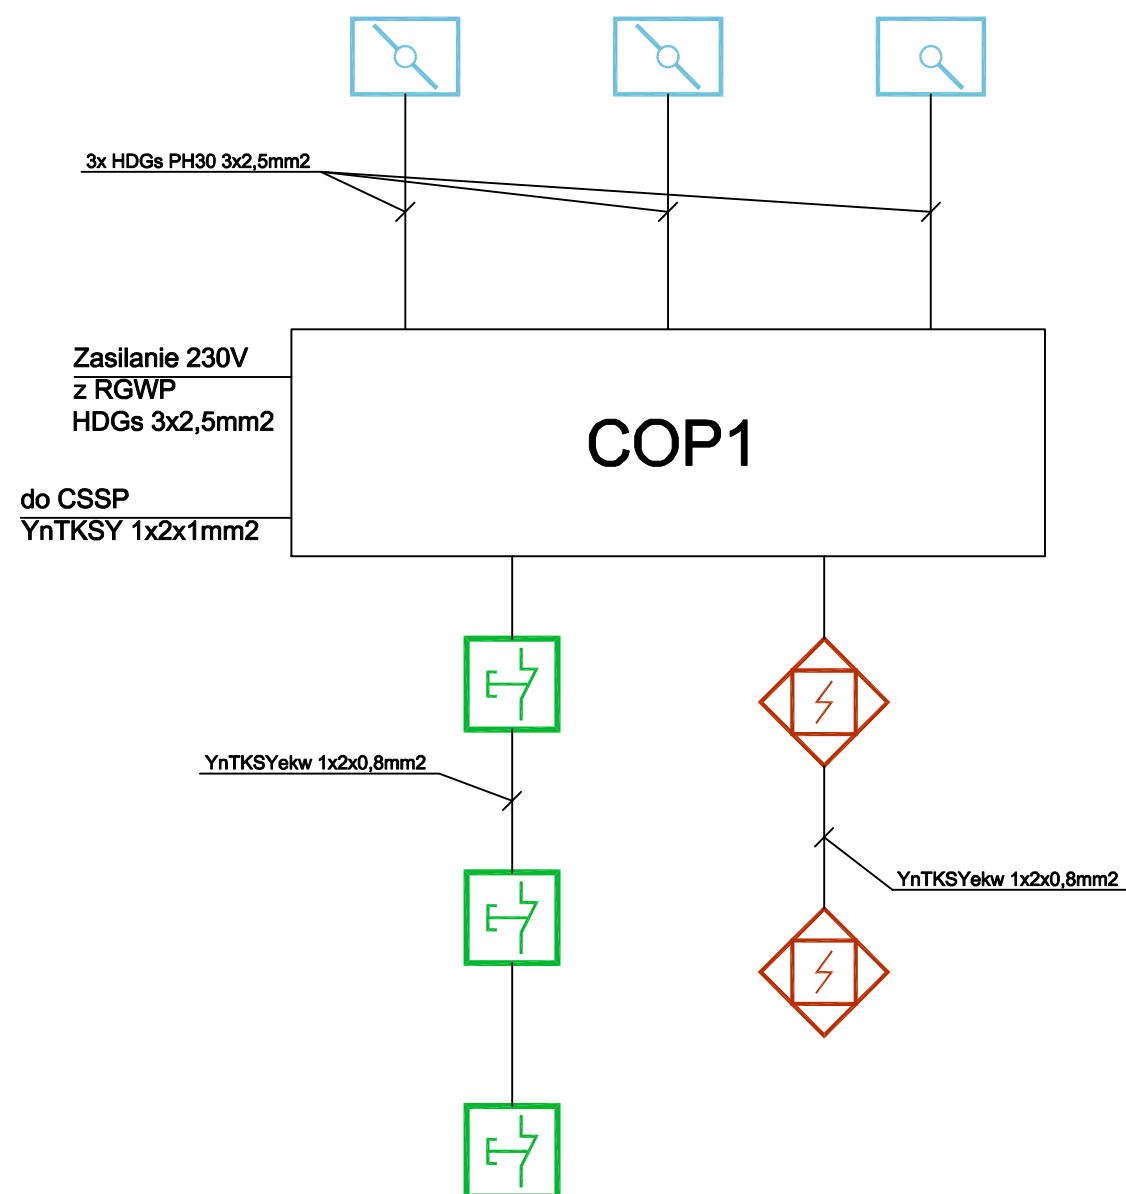 3x HDGs PH30 3x2,5mm2
Zasilanie 230V
z RGWP
HDGs 3x2,5mm2
COP1
do CSSP
YnTKSY 1x2x1mm2
YnTKSYekw 1x2x0,8mm2
YnTKSYekw 1x2x0,8mm2